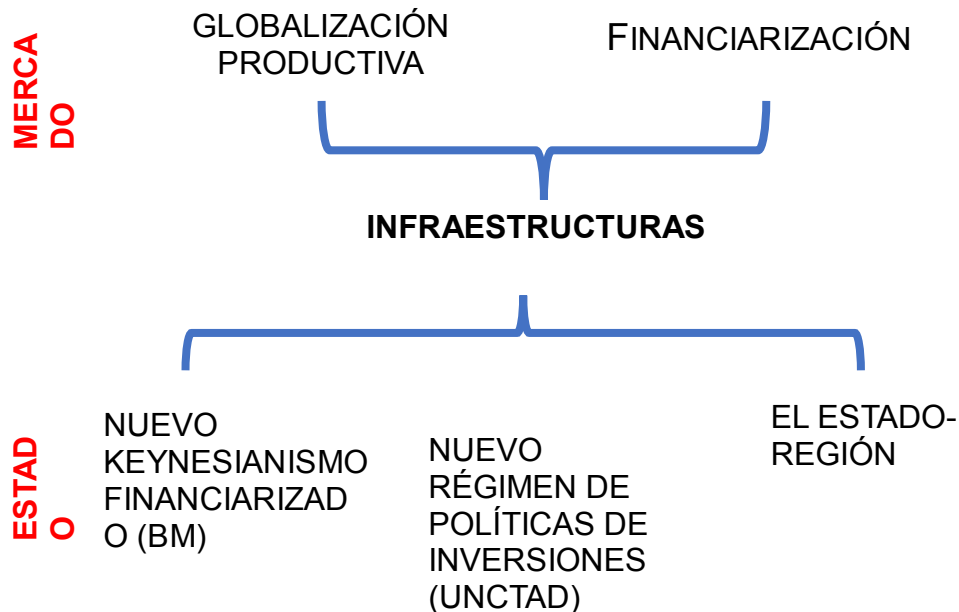 MERCA
DO
GLOBALIZACIÓN
PRODUCTIVA
FINANCIARIZACIÓN
INFRAESTRUCTURAS
ESTAD
O
NUEVO
KEYNESIANISMO
FINANCIARIZAD
O (BM)
NUEVO
RÉGIMEN DE
POLÍTICAS DE
INVERSIONES
(UNCTAD)
EL ESTADO-
REGIÓN